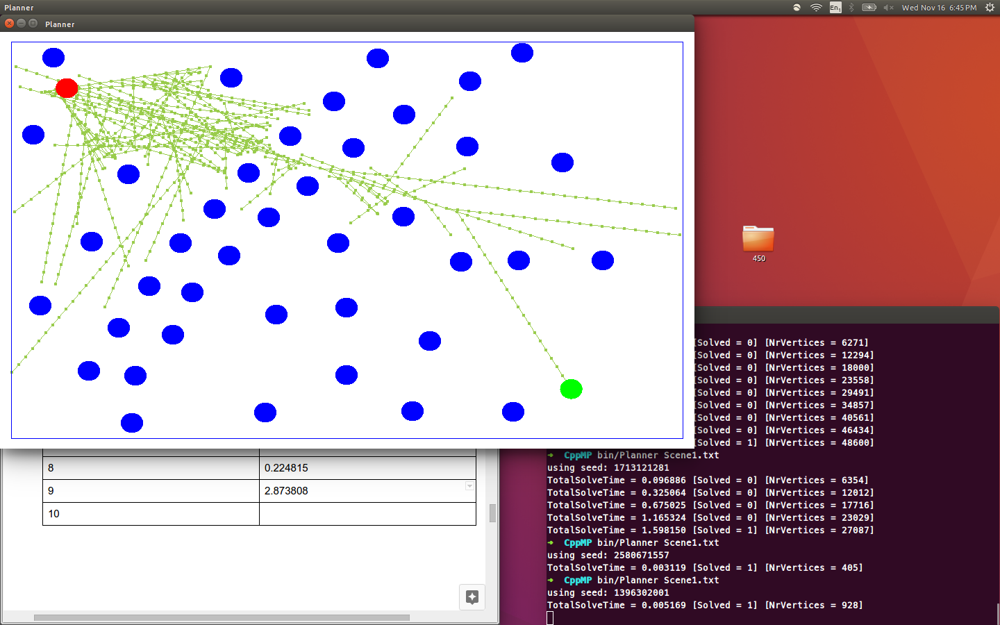 Planner
En1
Wed Nov 16 6:45 PM
Planner
450
[Solved = 0] [NrVertices = 6271]
[Solved = 0] [NrVertices = 12294]
[Solved = 0] [NrVertices = 18000]
[Solved = 0] [NrVertices = 23558]
[Solved = 0] [NrVertices = 29491]
[Solved = 0] [NrVertices = 34857]
[Solved = 0] [NrVertices = 40561]
[Solved = 0] [NrVertices = 46434]
[Solved = 1] [NrVertices = 48600]
➜ CppMP bin/Planner Scene1.txt
using seed: 1713121281
TotalSolveTime = 0.096886 [Solved = 0] [NrVertices = 6354]
TotalSolveTime = 0.325064 [Solved = 0] [NrVertices = 12012]
TotalSolveTime = 0.675025 [Solved = 0] [NrVertices = 17716]
TotalSolveTime = 1.165324 [Solved = 0] [NrVertices = 23029]
TotalSolveTime = 1.598150 [Solved = 1] [NrVertices = 27087]
➜ CppMP bin/Planner Scene1.txt
using seed: 2580671557
TotalSolveTime = 0.003119 [Solved = 1] [NrVertices = 405]
➜ CppMP bin/Planner Scene1.txt
using seed: 1396302001
TotalSolveTime = 0.005169 [Solved = 1] [NrVertices = 928]
8 0.224815
9 2.873808
10